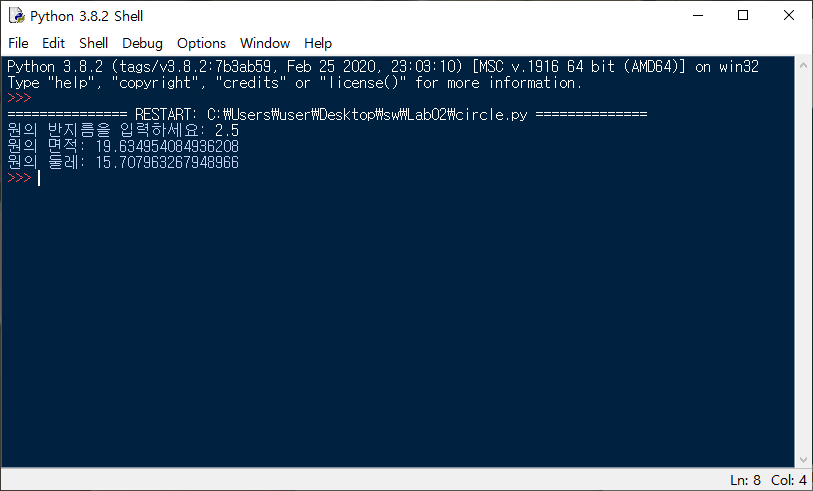 Python 3.8.2 Shell
File Edit Shell Debug Options Window Help
Python 3.8.2 (tags/v3.8.2:7b3ab59, Feb 25 2020, 23:03:10) [MSC v.1916 64 bit (AMD64)] on win32
Type "help", "copyright", "credits" or "license()" for more information.
>>>
=============== RESTART: C:₩Users₩user₩Desktop₩sw₩Lab02₩circle.py ==============
원의 반지름을 입력하세요: 2.5
원의 면적: 19.634954084936208
원의 둘레: 15.707963267948966
>>>
Ln: 8 Col: 4